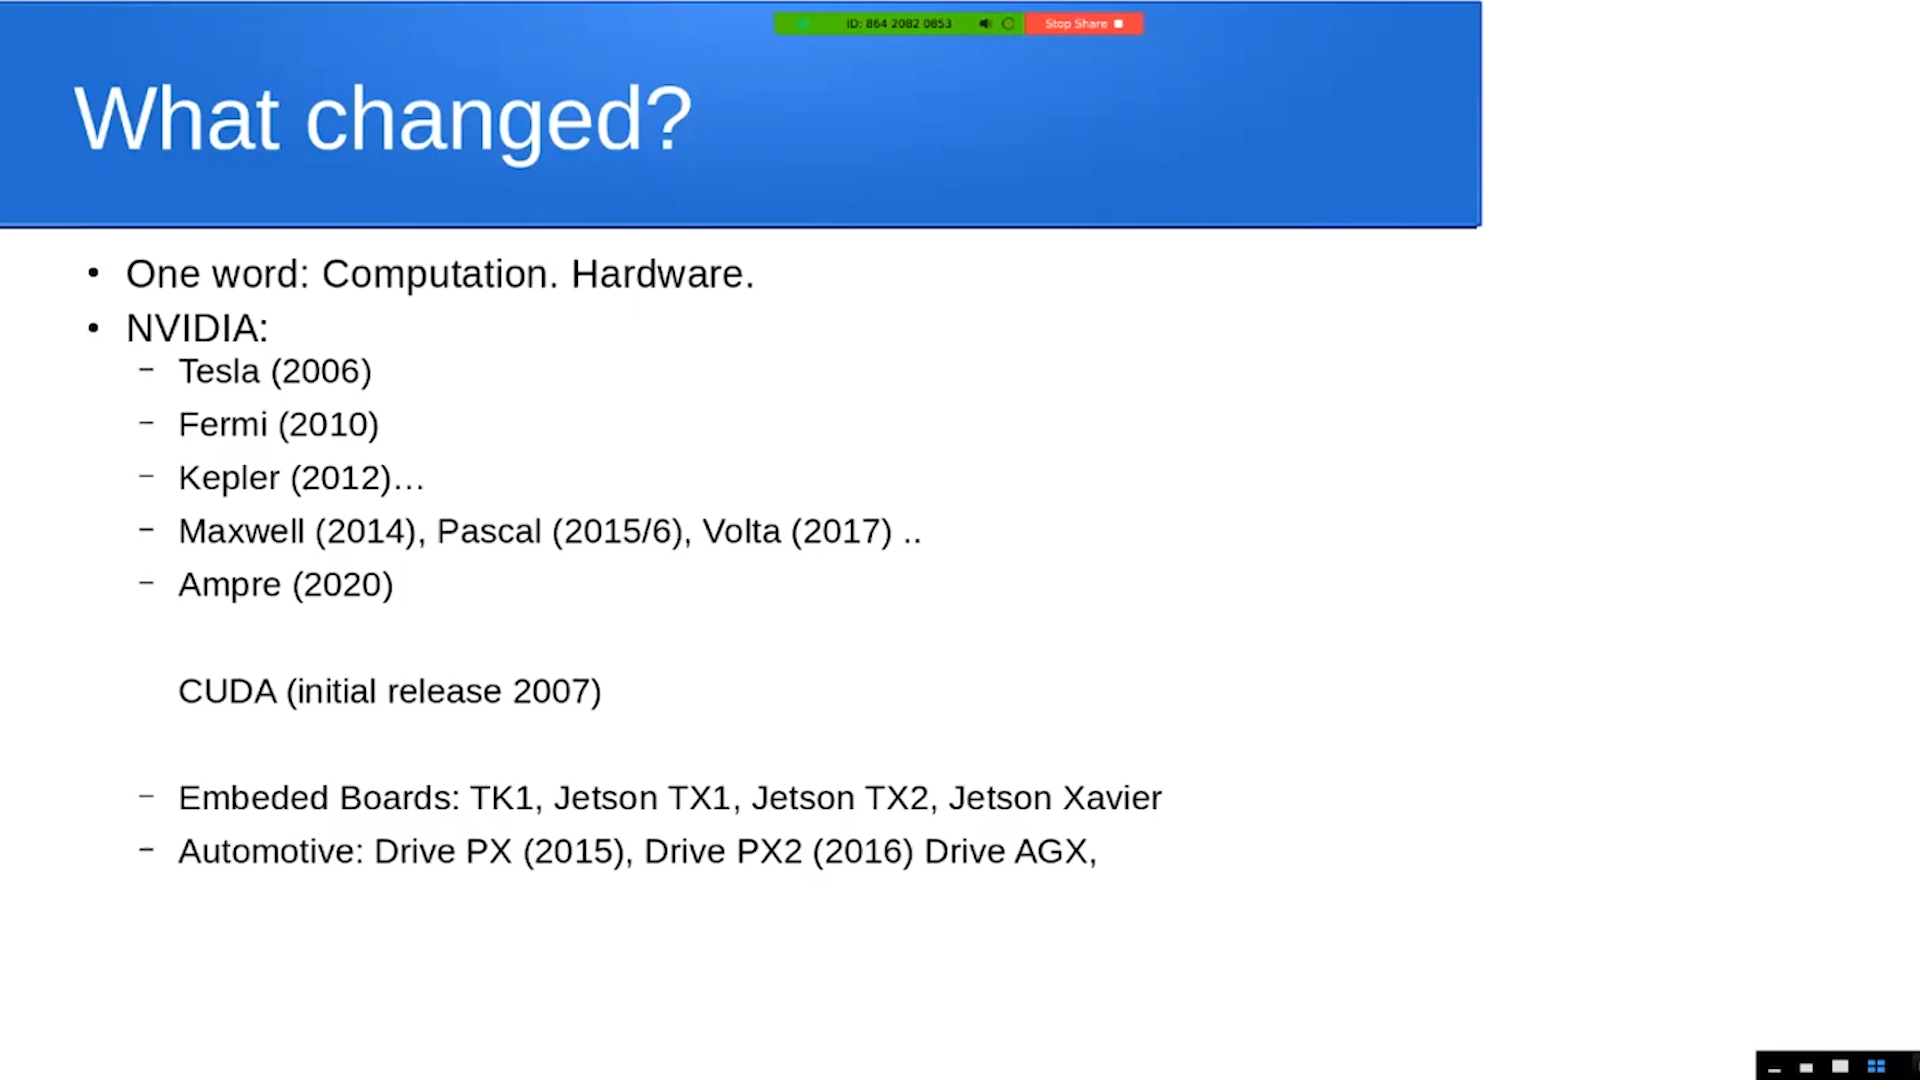 ID: 864 2082 0853
Stop Share
What changed?
• One word: Computation. Hardware.
• NVIDIA:
– Tesla (2006)
– Fermi (2010)
– Kepler (2012)…
– Maxwell (2014), Pascal (2015/6), Volta (2017) ..
– Ampre (2020)
CUDA (initial release 2007)
– Embeded Boards: TK1, Jetson TX1, Jetson TX2, Jetson Xavier
– Automotive: Drive PX (2015), Drive PX2 (2016) Drive AGX,